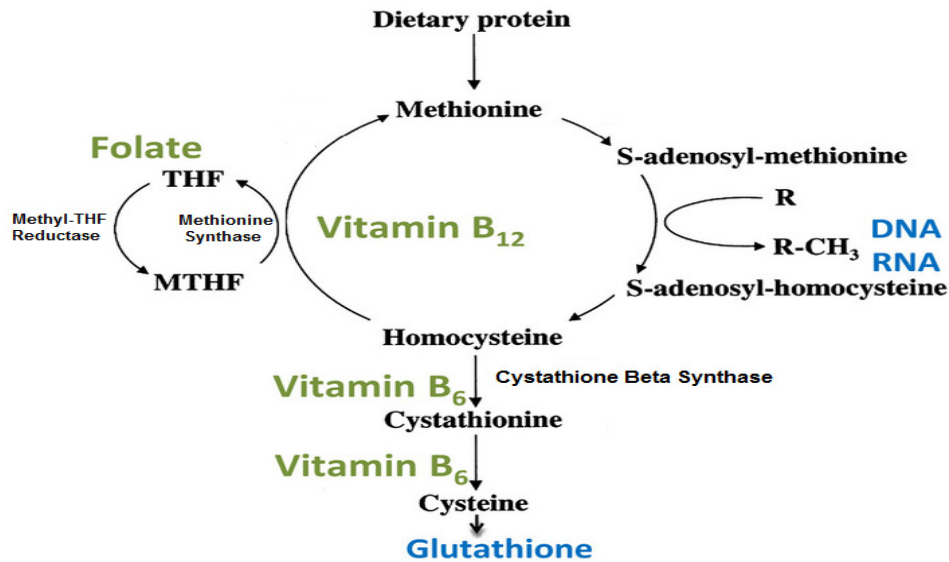 Dietary protein
Methionine
Folate
THF
S-adenosyl-methionine
Methyl-THF
Reductase
Methionine
Synthase
Vitamin B12
R
R-CH3
DNA
RNA
MTHF
S-adenosyl-homocysteine
Homocysteine
Vitamin B6
Cystathione Beta Synthase
Cystathionine
Vitamin B6
Cysteine
Glutathione